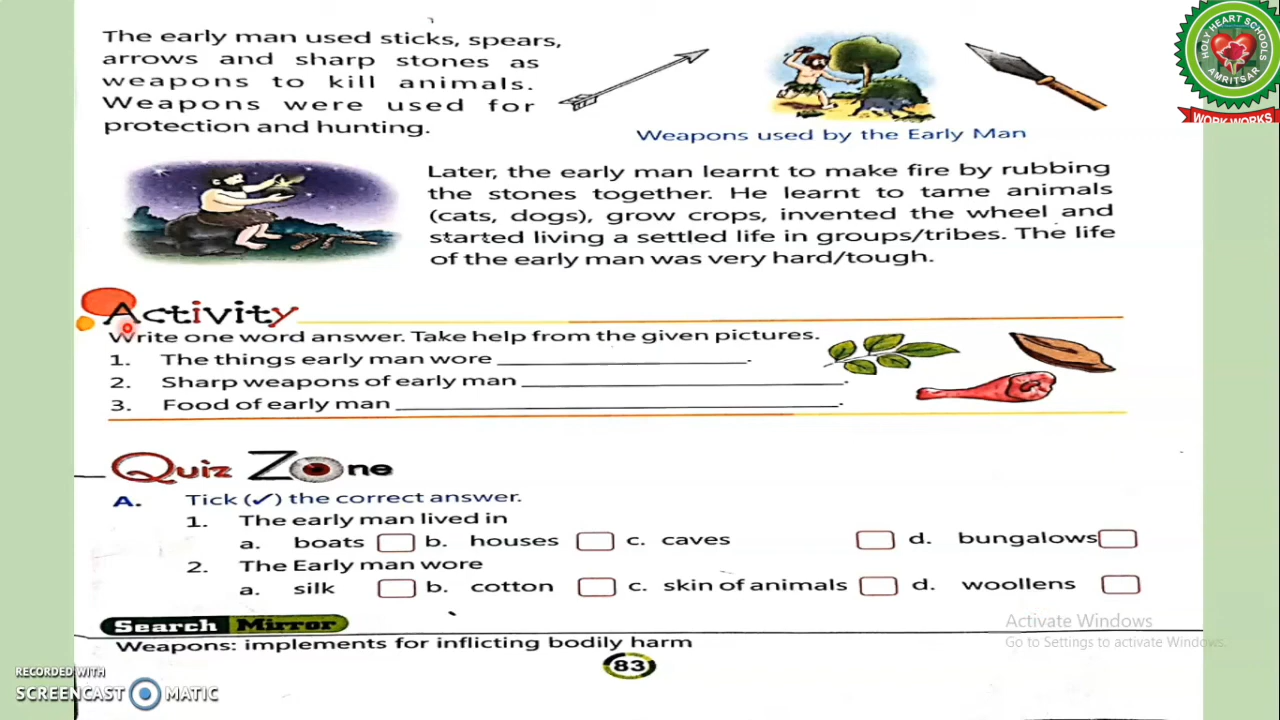 The early man used sticks, spears,
arrows and sharp stones as
weapons to kill animals.
Weapons were used for
protection and hunting.
Weapons used by the Early Man
HOLY HEART SCHOOLS
AMRITSAR
WORK WORKS
Later, the early man learnt to make fire by rubbing
the stones together. He learnt to tame animals
(cats, dogs), grow crops, invented the wheel and
started living a settled life in groups/tribes. The life
of the early man was very hard/tough.
Activity
Write one word answer. Take help from the given pictures.
1. The things early man wore ____________________.
2. Sharp weapons of early man ____________________.
3. Food of early man ____________________.
Quiz Zone
A. Tick (✓) the correct answer.
1. The early man lived in
a. boats b. houses c. caves d. bungalows
2. The Early man wore
a. silk b. cotton c. skin of animals d. woollens
Search Mirror
Weapons: implements for inflicting bodily harm
83
Activate Windows
Go to Settings to activate Windows.
RECORDED WITH
SCREENCAST MATIC